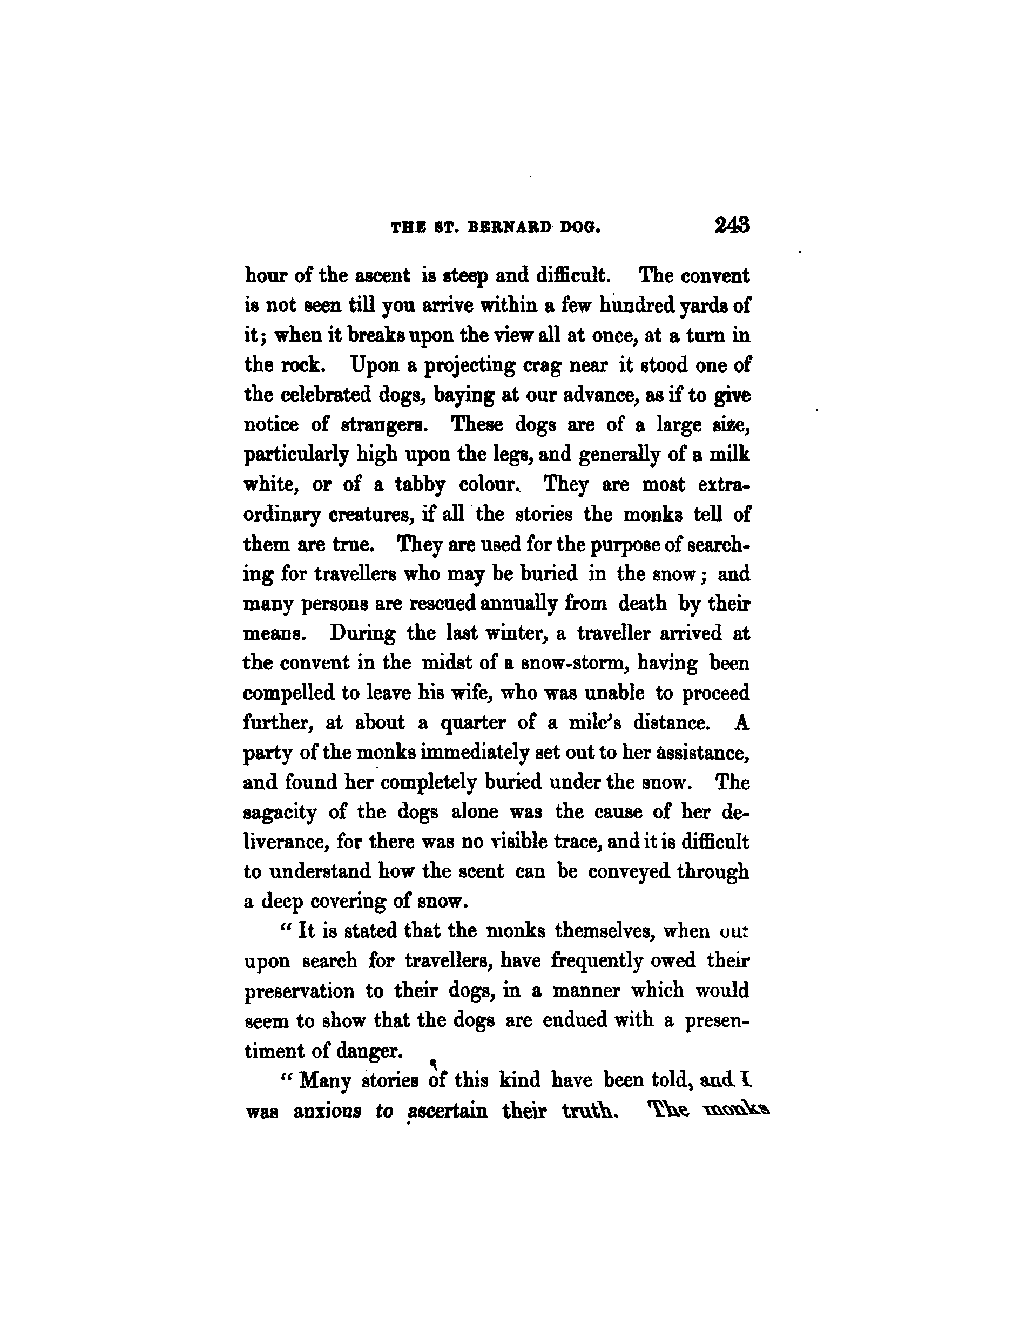 THE ST. BERNARD DOG. 243
hour of the ascent is steep and difficult. The convent
is not seen till you arrive within a few hundred yards of
it; when it breaks upon the view all at once, at a turn in
the rock. Upon a projecting crag near it stood one of
the celebrated dogs, baying at our advance, as if to give
notice of strangers. These dogs are of a large size,
particularly high upon the legs, and generally of a milk
white, or of a tabby colour. They are most extra-
ordinary creatures, if all the stories the monks tell of
them are true. They are used for the purpose of search-
ing for travellers who may be buried in the snow; and
many persons are rescued annually from death by their
means. During the last winter, a traveller arrived at
the convent in the midst of a snow-storm, having been
compelled to leave his wife, who was unable to proceed
further, at about a quarter of a mile's distance. A
party of the monks immediately set out to her assistance,
and found her completely buried under the snow. The
sagacity of the dogs alone was the cause of her de-
liverance, for there was no visible trace, and it is difficult
to understand how the scent can be conveyed through
a deep covering of snow.
“ It is stated that the monks themselves, when out
upon search for travellers, have frequently owed their
preservation to their dogs, in a manner which would
seem to show that the dogs are endued with a presen-
timent of danger.
“ Many stories of this kind have been told, and I
was anxious to ascertain their truth. The monks